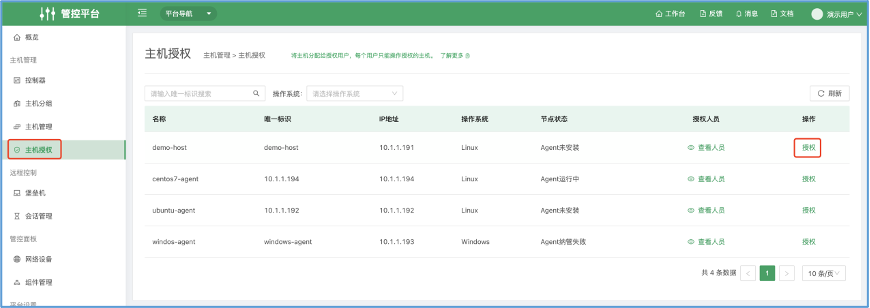 管控平台
平台导航
工作台 反馈 消息 文档 演示用户
概览
主机管理
控制器
主机分组
主机管理
主机授权
远程控制
堡垒机
会话管理
管控面板
网络设备
组件管理
平台设置
主机授权 主机管理 > 主机授权 将主机分配给授权用户，每个用户只能操作授权的主机。 了解更多
请输入唯一标识搜索 操作系统: 请选择操作系统 刷新
名称 唯一标识 IP地址 操作系统 节点状态 授权人员 操作
demo-host demo-host 10.1.1.191 Linux Agent未安装 查看人员 授权
centos7-agent 10.1.1.194 10.1.1.194 Linux Agent运行中 查看人员 授权
ubuntu-agent 10.1.1.192 10.1.1.192 Linux Agent未安装 查看人员 授权
windos-agent windows-agent 10.1.1.193 Windows Agent纳管失败 查看人员 授权
共 4 条数据 < 1 > 10 条/页